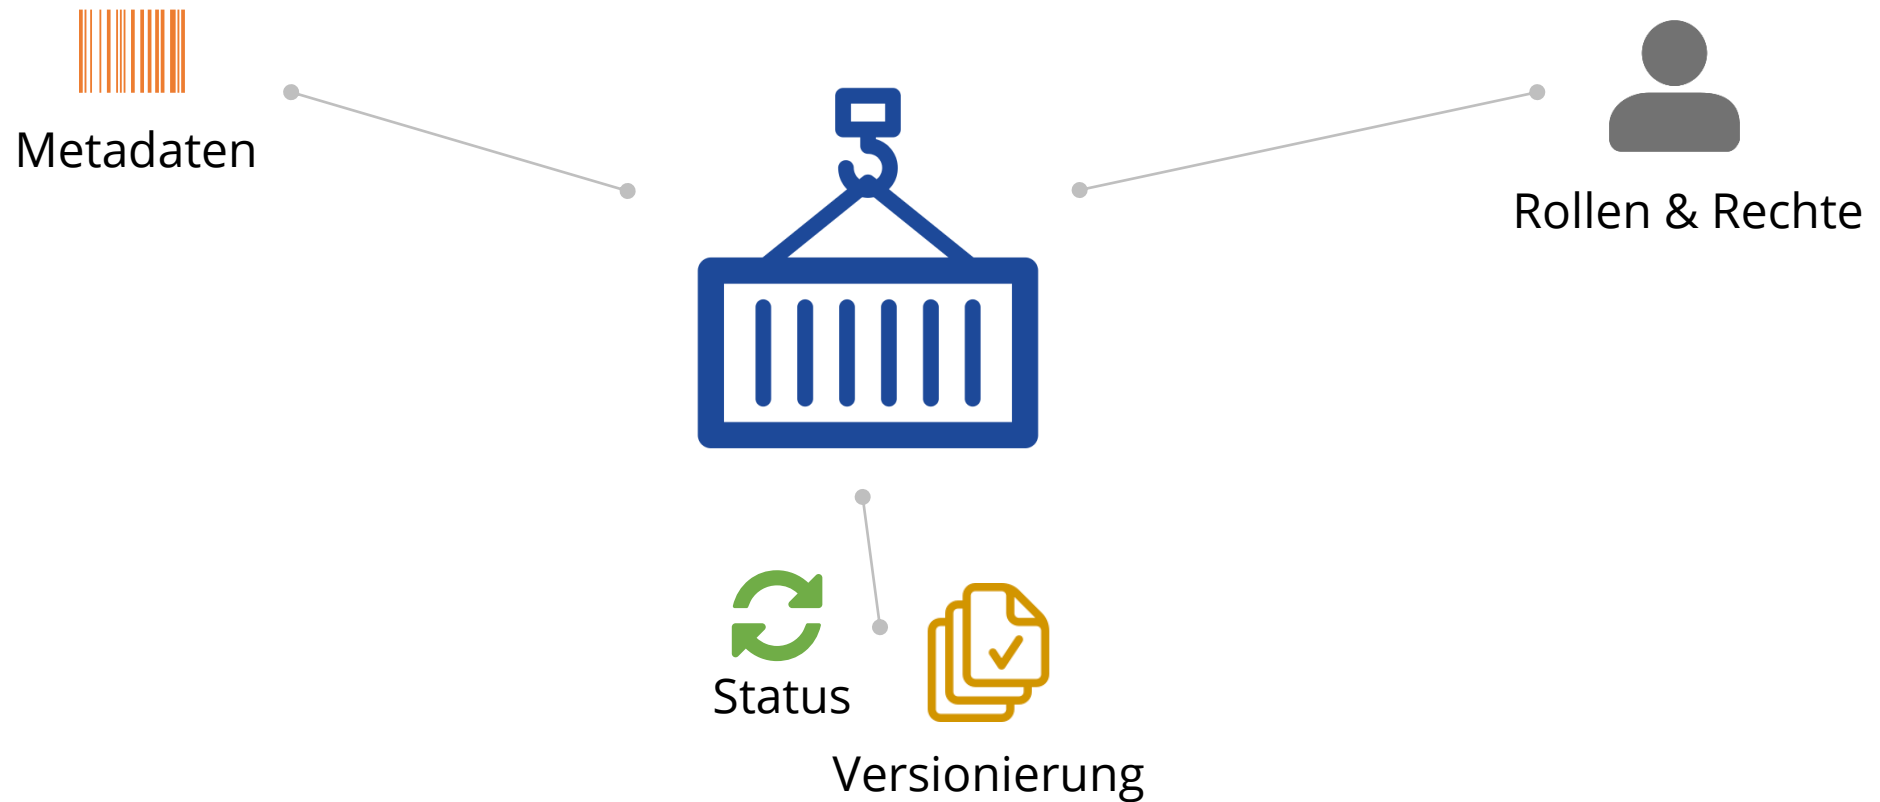 Metadaten
Rollen & Rechte
Status
Versionierung